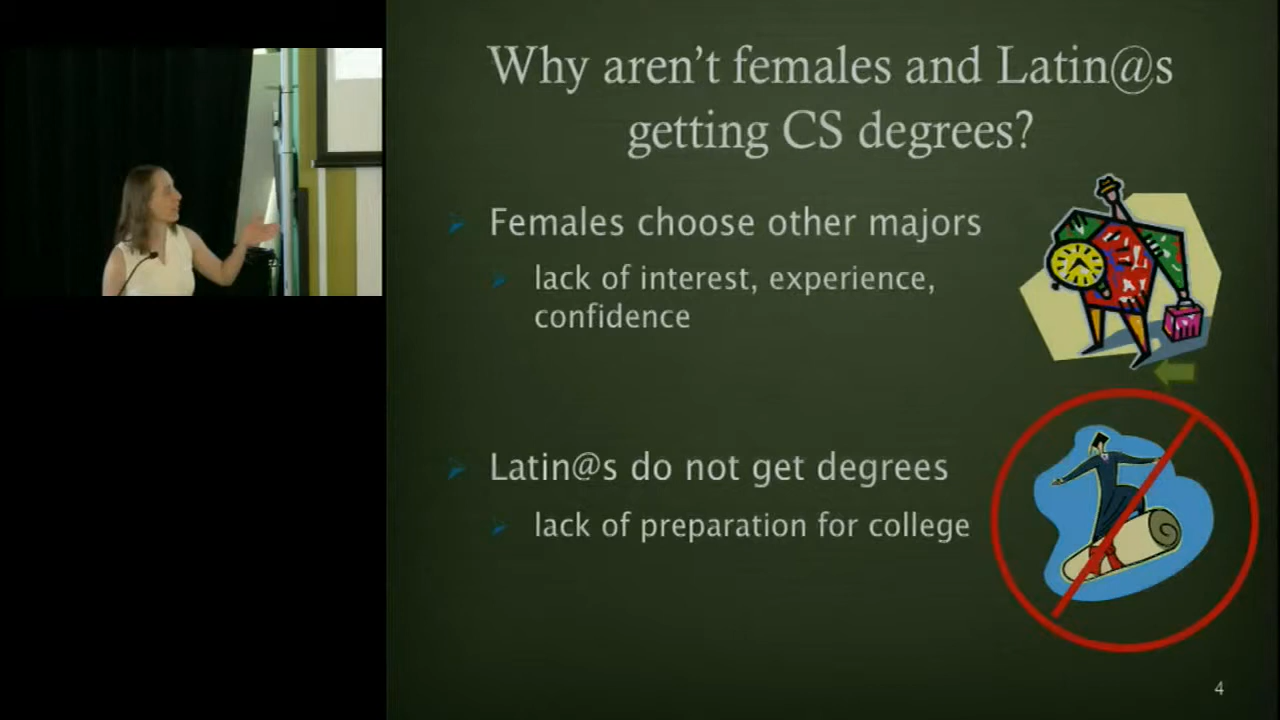 Why aren't females and Latin@s
getting CS degrees?
Females choose other majors
lack of interest, experience,
confidence
Latin@s do not get degrees
lack of preparation for college
4